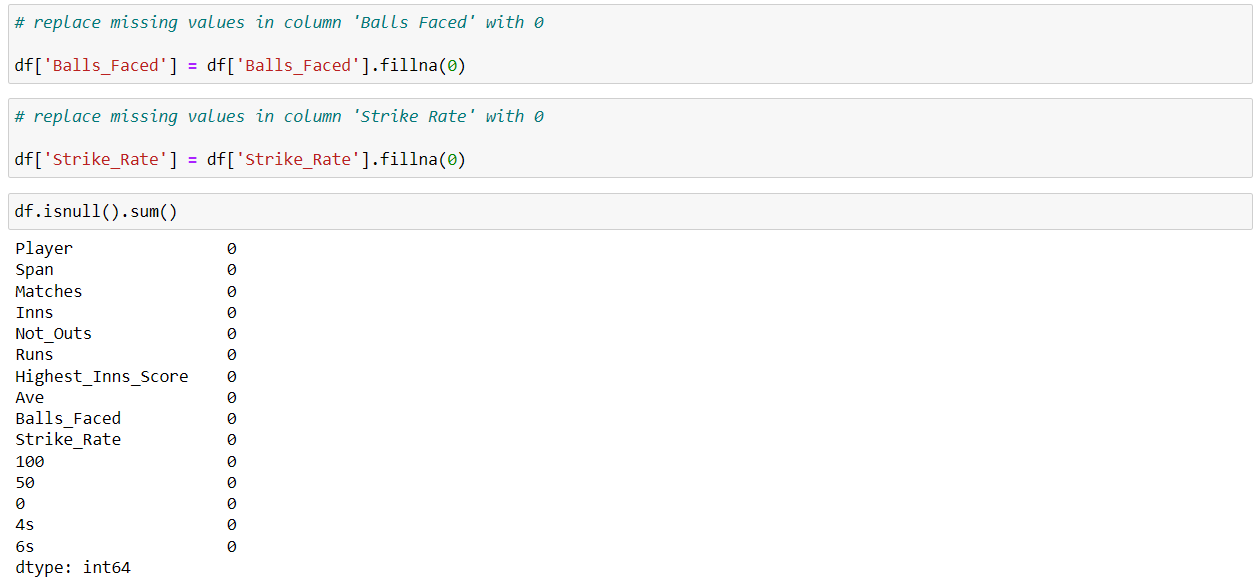 # replace missing values in column 'Balls Faced' with 0
df['Balls_Faced'] = df['Balls_Faced'].fillna(0)
# replace missing values in column 'Strike Rate' with 0
df['Strike_Rate'] = df['Strike_Rate'].fillna(0)
df.isnull().sum()
Player 0
Span 0
Matches 0
Inns 0
Not_Outs 0
Runs 0
Highest_Inns_Score 0
Ave 0
Balls_Faced 0
Strike_Rate 0
100 0
50 0
0 0
4s 0
6s 0
dtype: int64